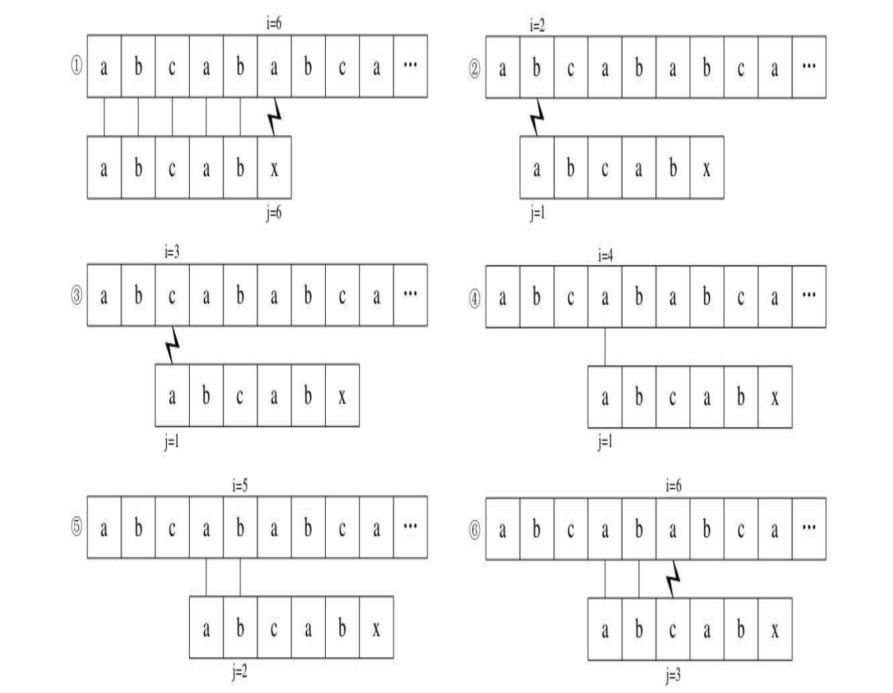 i=6
① a b c a b a b c a ···
a b c a b x
j=6
i=2
② a b c a b a b c a ···
a b c a b x
j=1
i=3
③ a b c a b a b c a ···
a b c a b x
j=1
i=4
④ a b c a b a b c a ···
a b c a b x
j=1
i=5
⑤ a b c a b a b c a ···
a b c a b x
j=2
i=6
⑥ a b c a b a b c a ···
a b c a b x
j=3